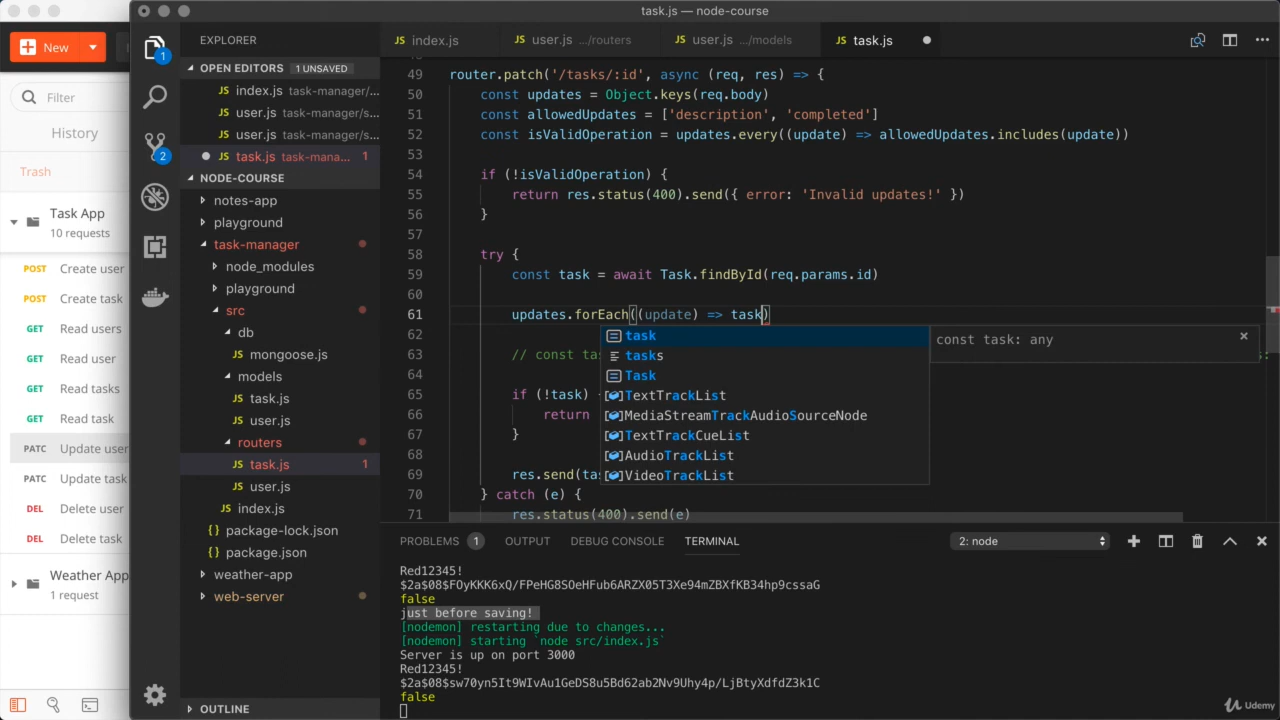 task.js — node-course
New
Filter
History
Trash
Task App
10 requests
POST Create user
POST Create task
GET Read users
GET Read user
GET Read tasks
GET Read task
PATC Update user
PATC Update task
DEL Delete user
DEL Delete task
Weather App
1 request
1
2
EXPLORER
OPEN EDITORS 1 UNSAVED
JS index.js task-manager/...
JS user.js task-manager/s...
JS user.js task-manager/s...
JS task.js task-mana... 1
NODE-COURSE
notes-app
playground
task-manager
node_modules
playground
src
db
JS mongoose.js
models
JS task.js
JS user.js
routers
JS task.js 1
JS user.js
JS index.js
{} package-lock.json
{} package.json
weather-app
web-server
OUTLINE
JS index.js
JS user.js .../routers
JS user.js .../models
JS task.js
49 router.patch('/tasks/:id', async (req, res) => {
50 const updates = Object.keys(req.body)
51 const allowedUpdates = ['description', 'completed']
52 const isValidOperation = updates.every((update) => allowedUpdates.includes(update))
53
54 if (!isValidOperation) {
55 return res.status(400).send({ error: 'Invalid updates!' })
56 }
57
58 try {
59 const task = await Task.findById(req.params.id)
60
61 updates.forEach((update) => task)
62
63 // const tas
64
65 if (!task) {
66 return
67 }
68
69 res.send(tas
70 } catch (e) {
71 res.status(400).send(e)
task
tasks
Task
TextTrackList
MediaStreamTrackAudioSourceNode
TextTrackCueList
AudioTrackList
VideoTrackList
const task: any
PROBLEMS 1 OUTPUT DEBUG CONSOLE TERMINAL 2: node
Red12345!
$2a$08$FOyKKK6xQ/FPeHG8SOeHFub6ARZX05T3Xe94mZBXfKB34hp9cssaG
false
just before saving!
[nodemon] restarting due to changes...
[nodemon] starting `node src/index.js`
Server is up on port 3000
Red12345!
$2a$08$sw70yn5It9WIvAu1GeDS8u5Bd62ab2Nv9Uhy4p/LjBtyXdfdZ3k1C
false
Udemy